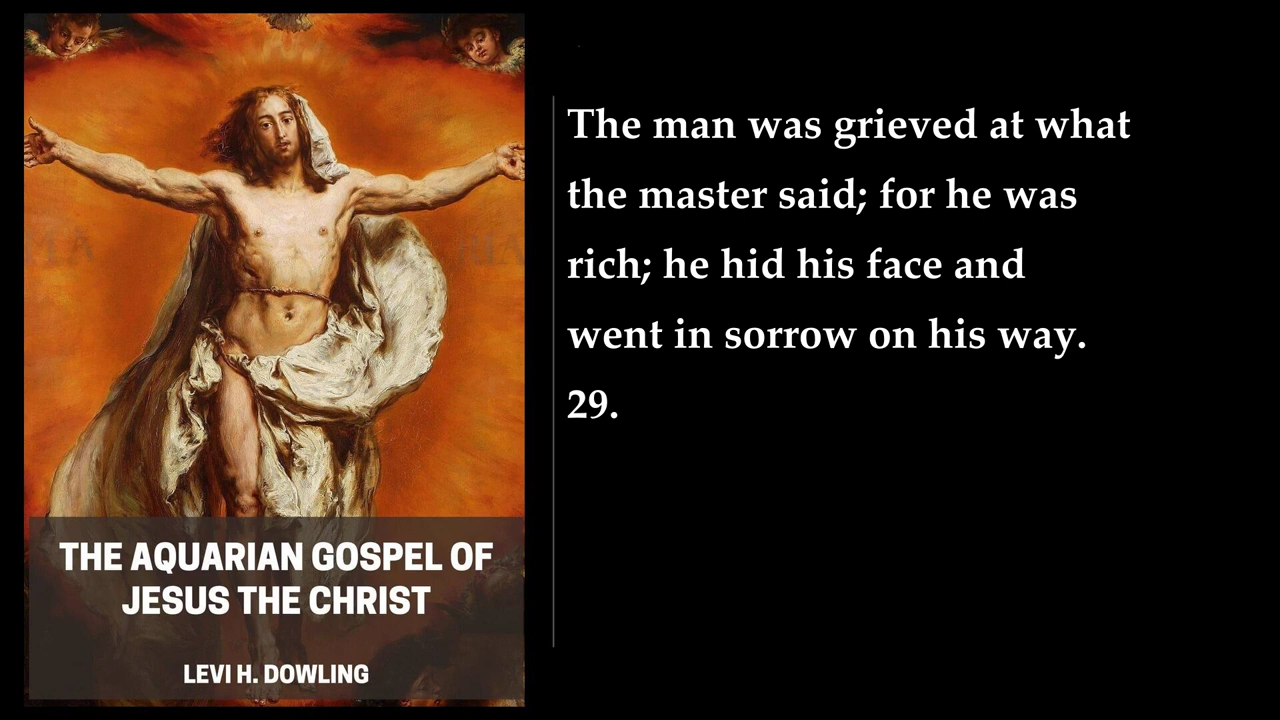 The man was grieved at what
the master said; for he was
rich; he hid his face and
went in sorrow on his way.
29.
THE AQUARIAN GOSPEL OF
JESUS THE CHRIST
LEVI H. DOWLING